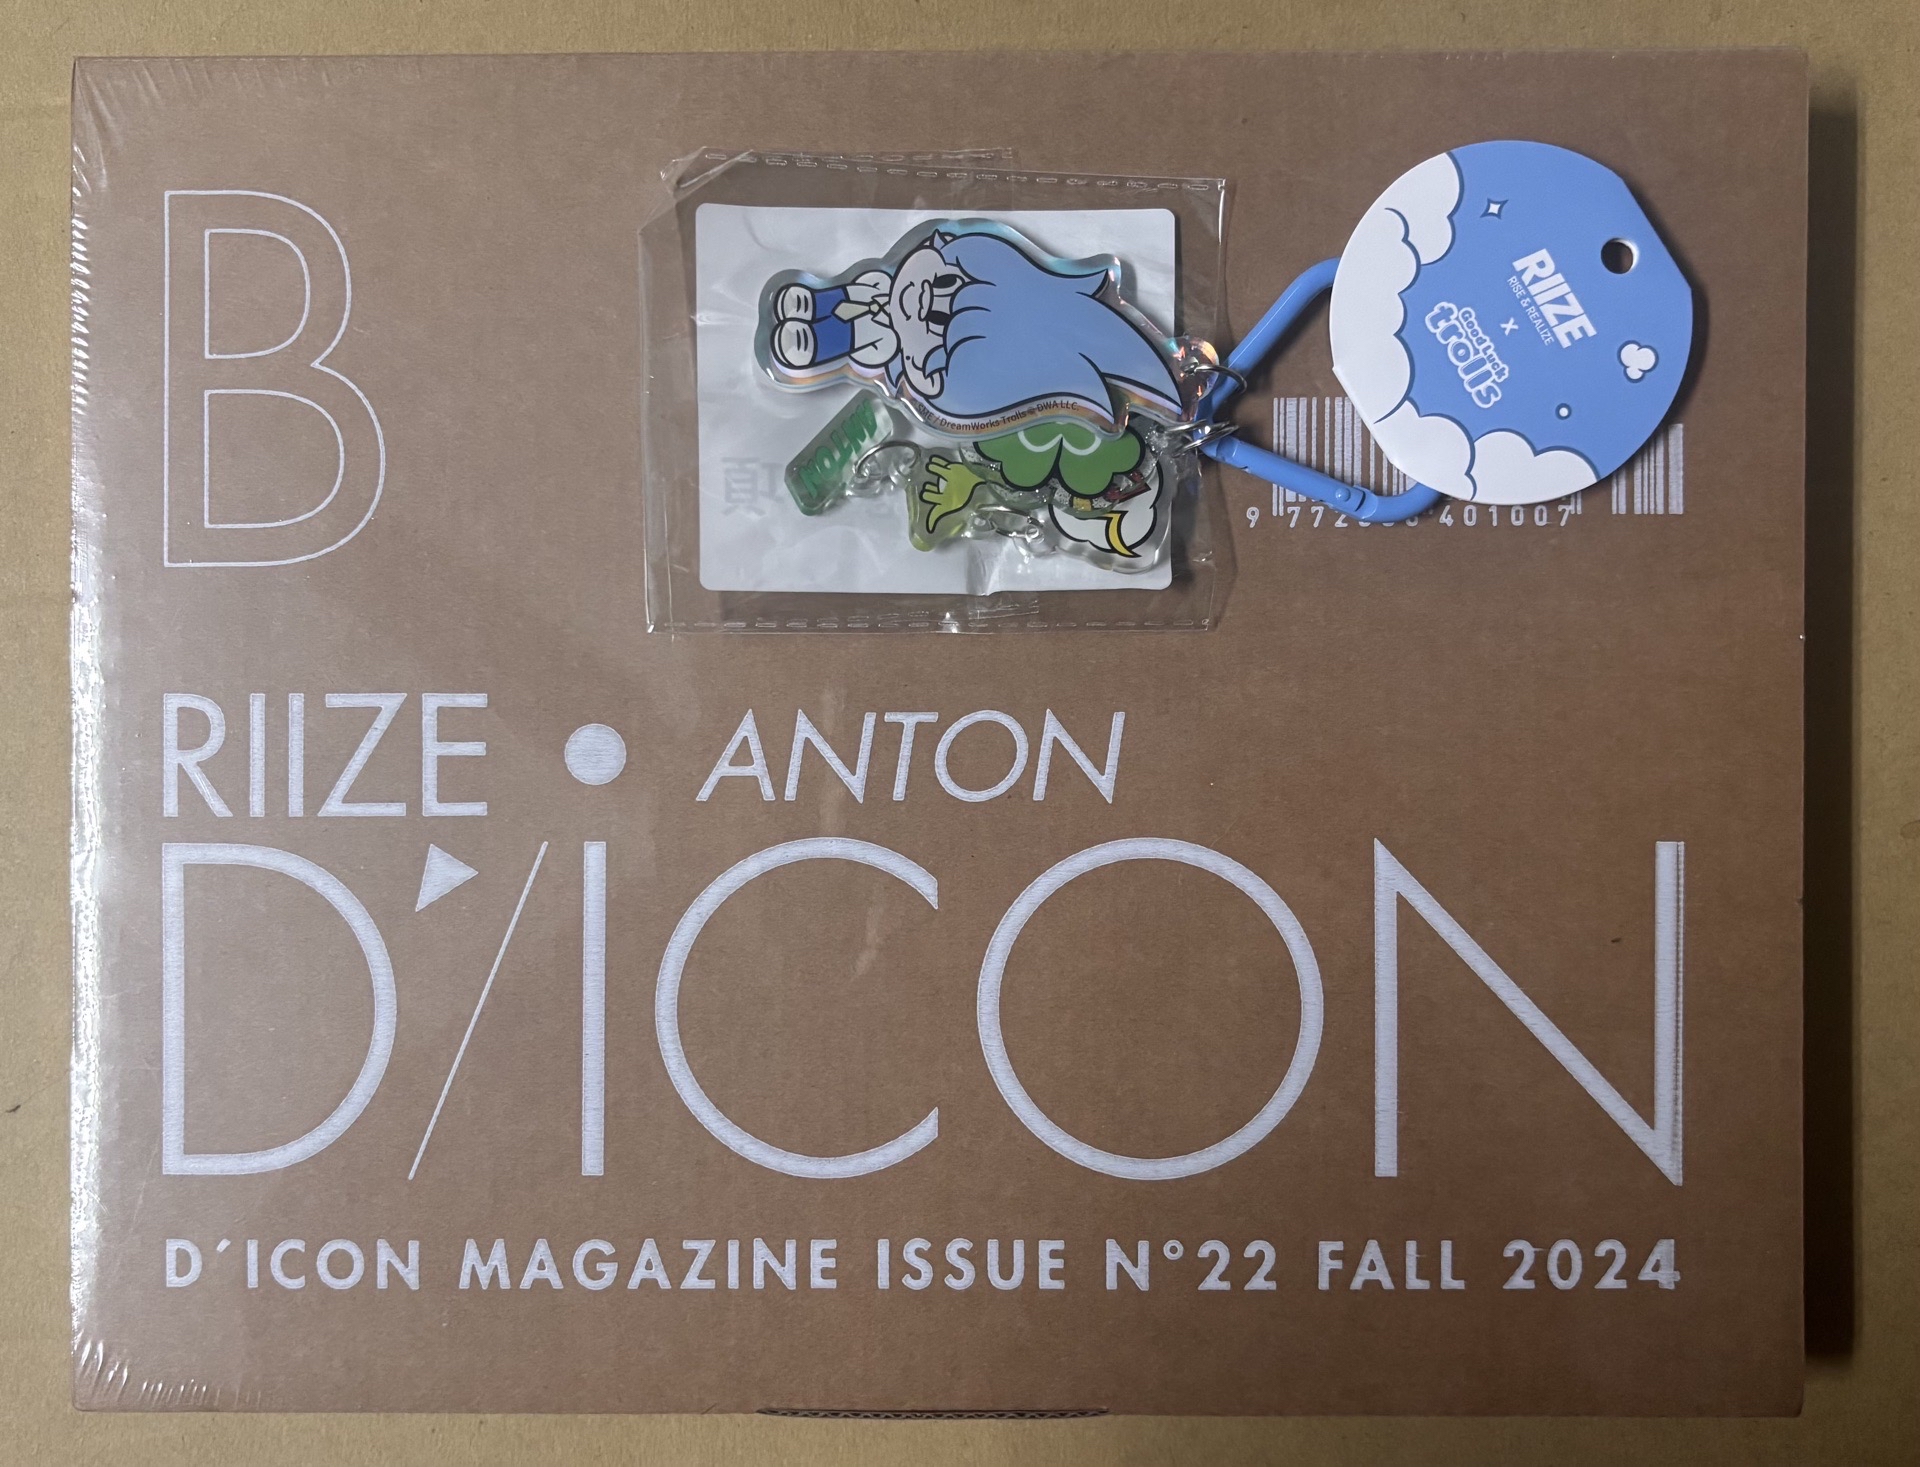 B
SME / DreamWorks Trolls © DWA LLC.
ANTON
RIIZE
RISE & REALIZE
X
Good Luck
trolls
RIIZE • ANTON
D'/ICON
D'ICON MAGAZINE ISSUE N°22 FALL 2024